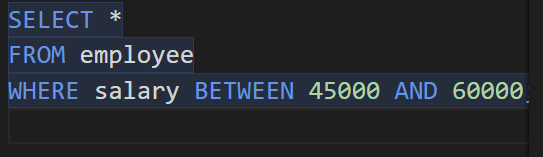 SELECT *
FROM employee
WHERE salary BETWEEN 45000 AND 60000;